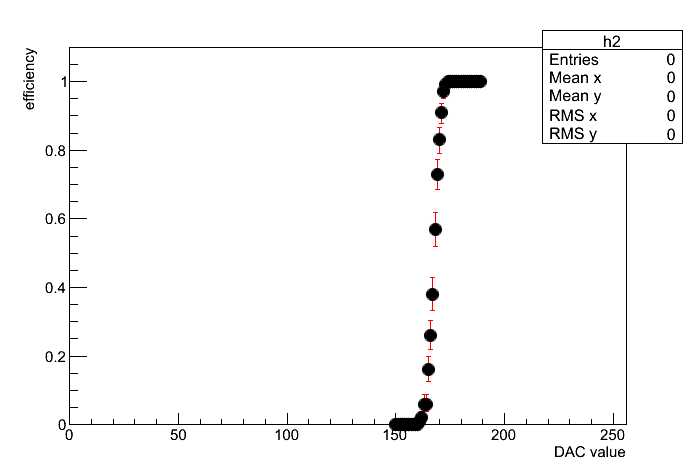 h2
Entries 0
Mean x 0
Mean y 0
RMS x 0
RMS y 0
efficiency
1
0.8
0.6
0.4
0.2
0
0 50 100 150 200 250
DAC value